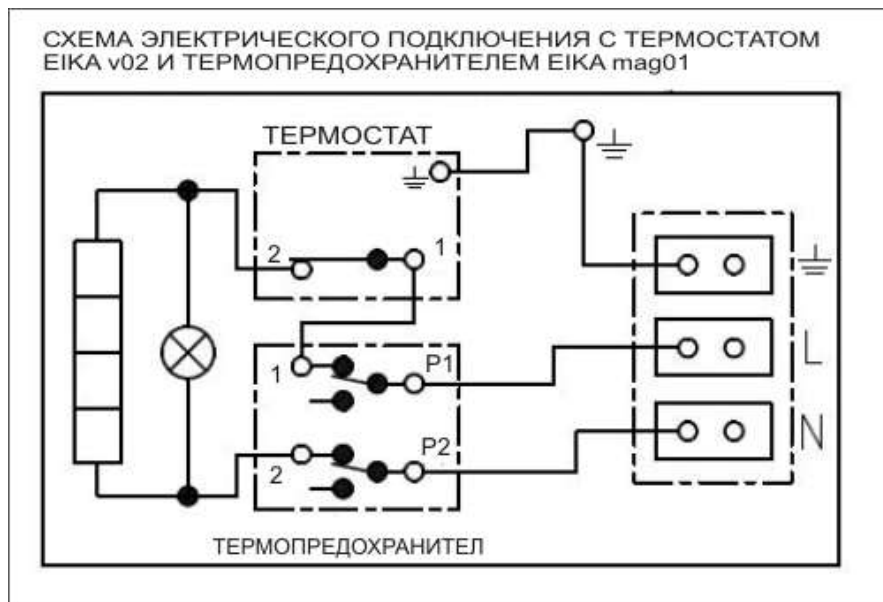 СХЕМА ЭЛЕКТРИЧЕСКОГО ПОДКЛЮЧЕНИЯ С ТЕРМОСТАТОМ
EIKA v02 И ТЕРМОПРЕДОХРАНИТЕЛЕМ EIKA mag01
ТЕРМОСТАТ
2
1
1
P1
L
2
P2
N
ТЕРМОПРЕДОХРАНИТЕЛ